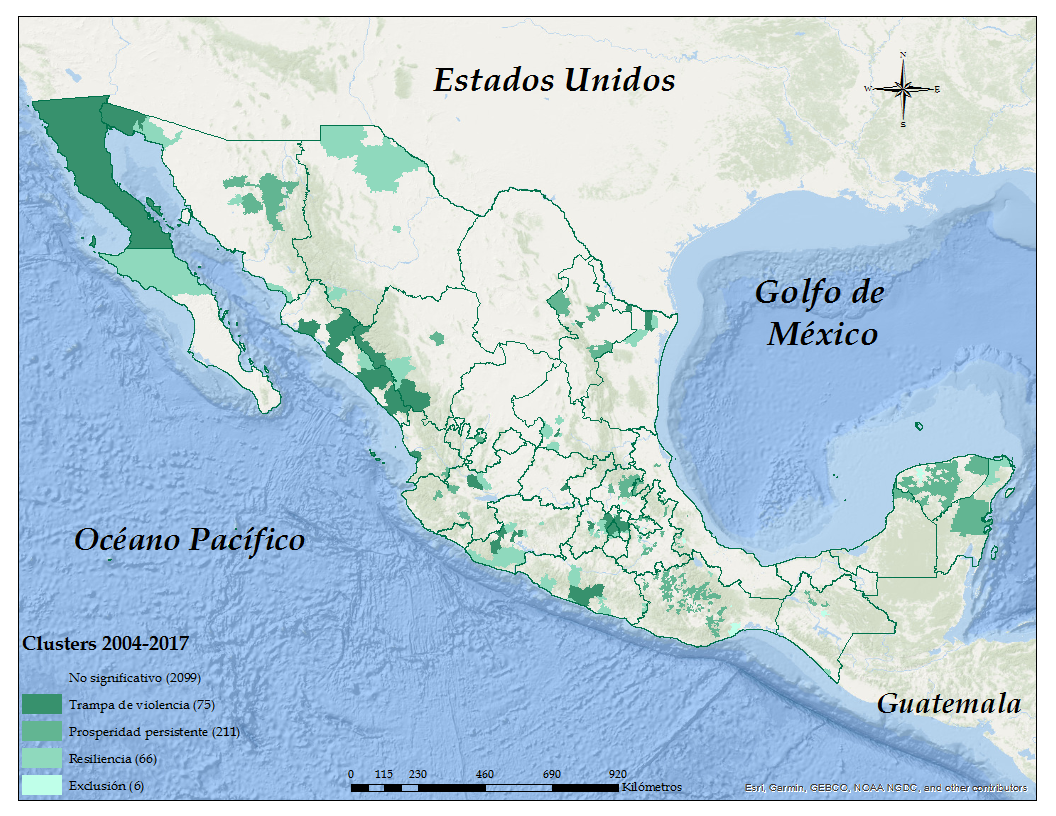 Estados Unidos
N
W
E
S
Golfo de
México
Océano Pacífico
Clusters 2004-2017
No significativo (2099)
Trampa de violencia (75)
Prosperidad persistente (211)
Resiliencia (66)
Exclusión (6)
Guatemala
0 115 230 460 690 920
Kilómetros
Esri, Garmin, GEBCO, NOAA NGDC, and other contributors